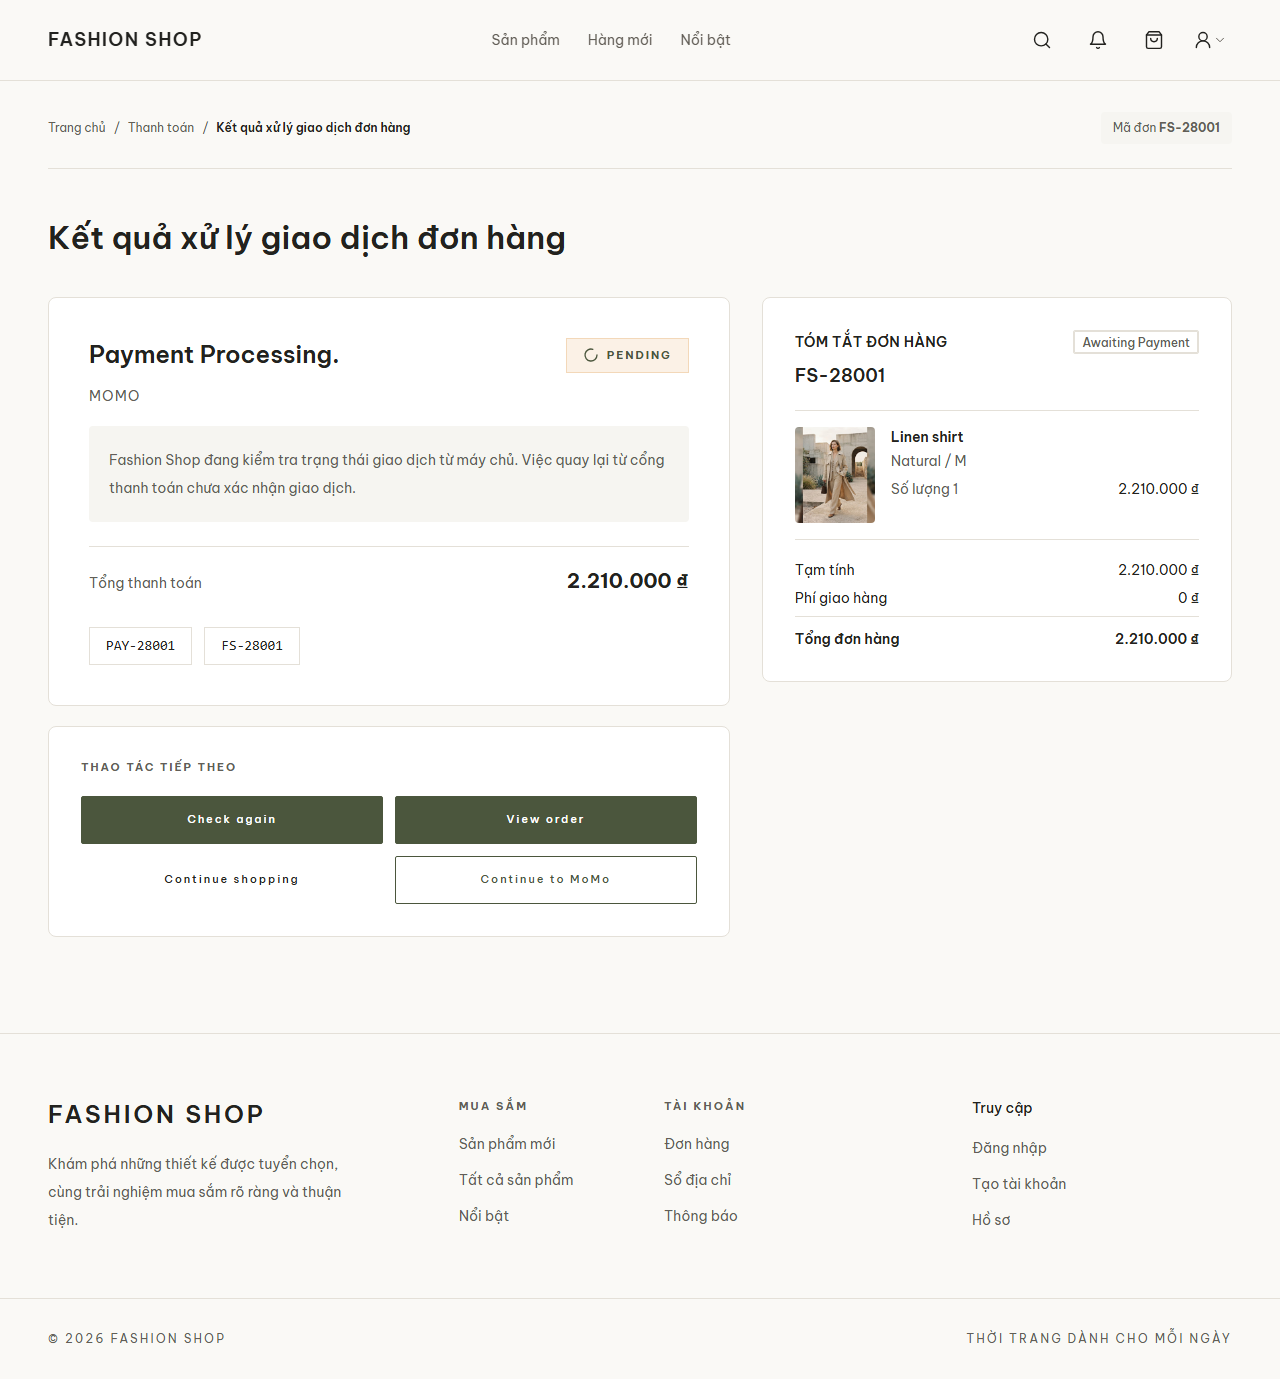 FASHION SHOP
Sản phẩm
Hàng mới
Nổi bật
Trang chủ / Thanh toán / Kết quả xử lý giao dịch đơn hàng
Mã đơn FS-28001
Kết quả xử lý giao dịch đơn hàng
Payment Processing.
PENDING
MOMO
Fashion Shop đang kiểm tra trạng thái giao dịch từ máy chủ. Việc quay lại từ cổng
thanh toán chưa xác nhận giao dịch.
Tổng thanh toán
2.210.000 ₫
PAY-28001
FS-28001
THAO TÁC TIẾP THEO
Check again
View order
Continue shopping
Continue to MoMo
TÓM TẮT ĐƠN HÀNG
Awaiting Payment
FS-28001
Linen shirt
Natural / M
Số lượng 1
2.210.000 ₫
Tạm tính
2.210.000 ₫
Phí giao hàng
0 ₫
Tổng đơn hàng
2.210.000 ₫
FASHION SHOP
Khám phá những thiết kế được tuyển chọn,
cùng trải nghiệm mua sắm rõ ràng và thuận
tiện.
MUA SẮM
Sản phẩm mới
Tất cả sản phẩm
Nổi bật
TÀI KHOẢN
Đơn hàng
Sổ địa chỉ
Thông báo
Truy cập
Đăng nhập
Tạo tài khoản
Hồ sơ
© 2026 FASHION SHOP
THỜI TRANG DÀNH CHO MỖI NGÀY